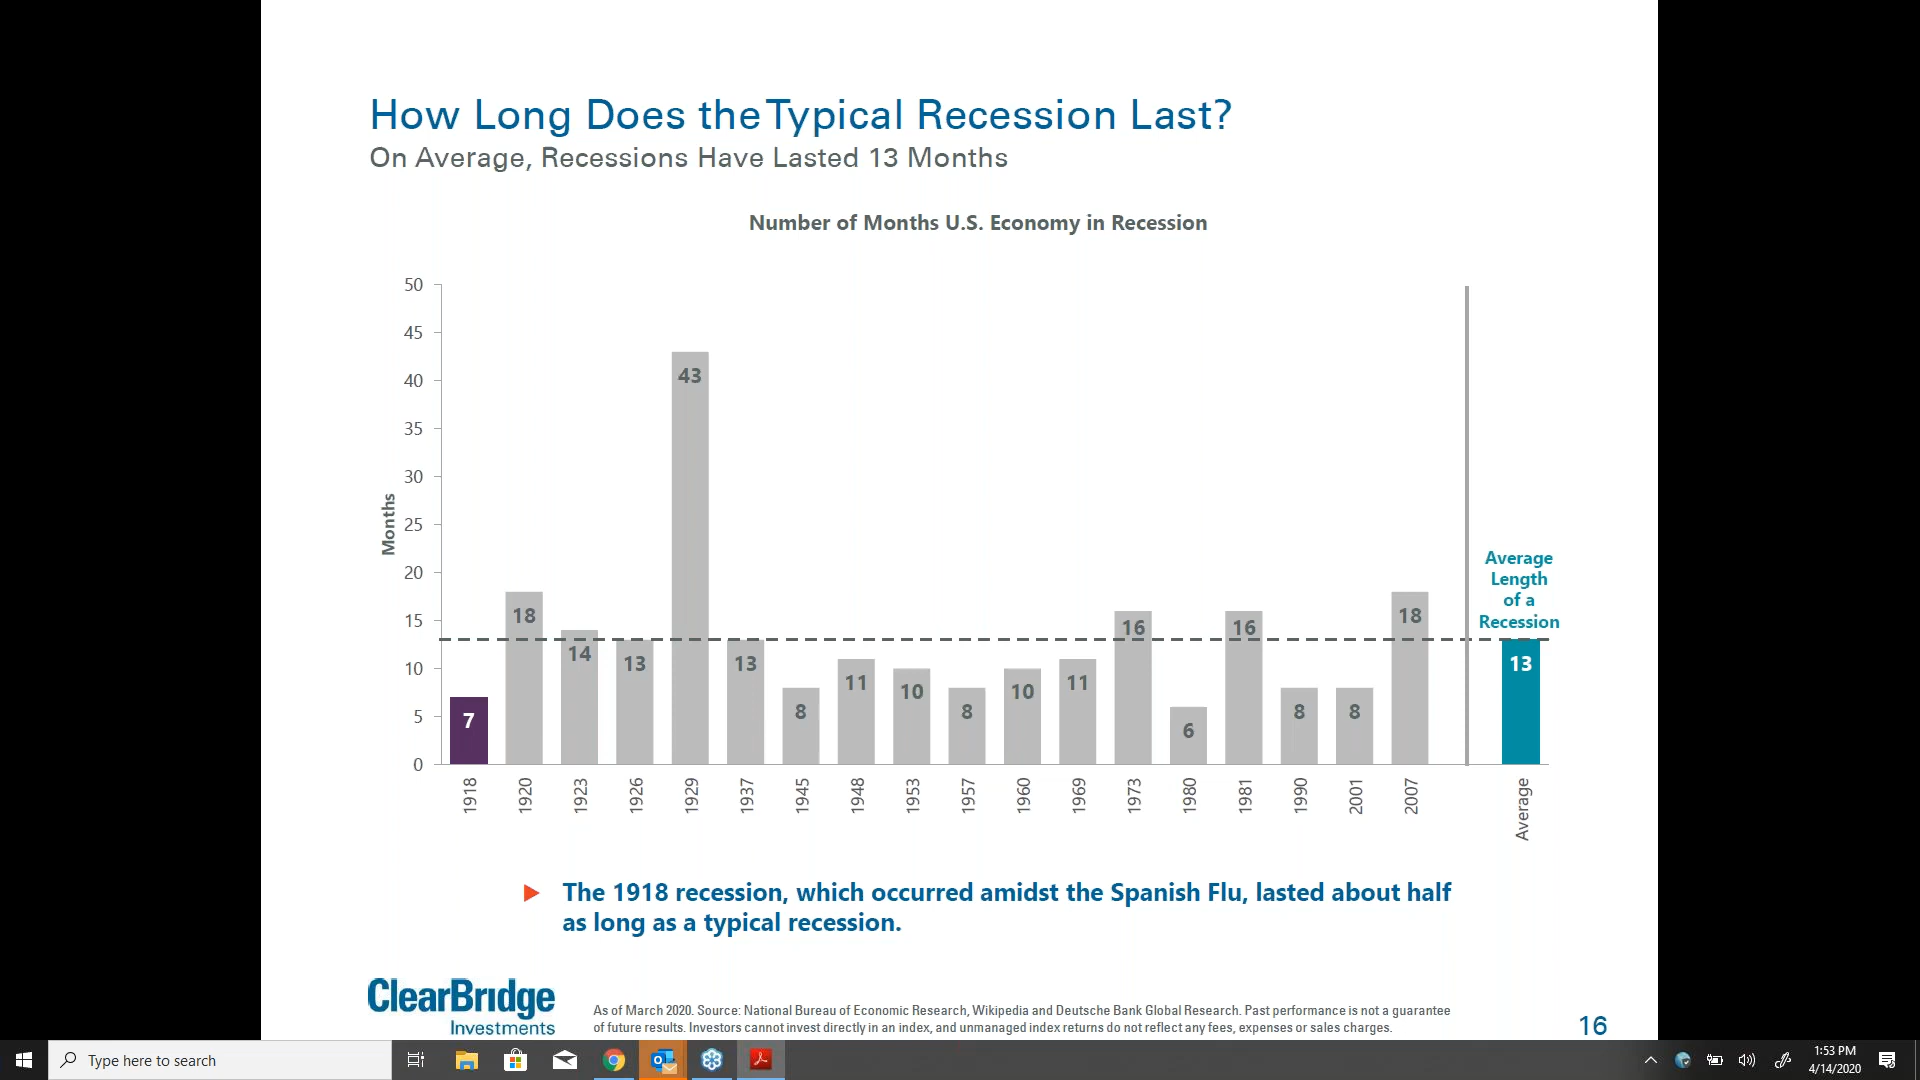 How Long Does the Typical Recession Last?
On Average, Recessions Have Lasted 13 Months
Number of Months U.S. Economy in Recession
Months
50
45
40
35
30
25
20
15
10
5
0
7
18
14
13
43
13
8
11
10
8
10
11
16
6
16
8
8
18
Average
Length
of a
Recession
13
1918
1920
1923
1926
1929
1937
1945
1948
1953
1957
1960
1969
1973
1980
1981
1990
2001
2007
Average
The 1918 recession, which occurred amidst the Spanish Flu, lasted about half
as long as a typical recession.
ClearBridge
Investments
As of March 2020. Source: National Bureau of Economic Research, Wikipedia and Deutsche Bank Global Research. Past performance is not a guarantee
of future results. Investors cannot invest directly in an index, and unmanaged index returns do not reflect any fees, expenses or sales charges.
16
Type here to search
1:53 PM
4/14/2020